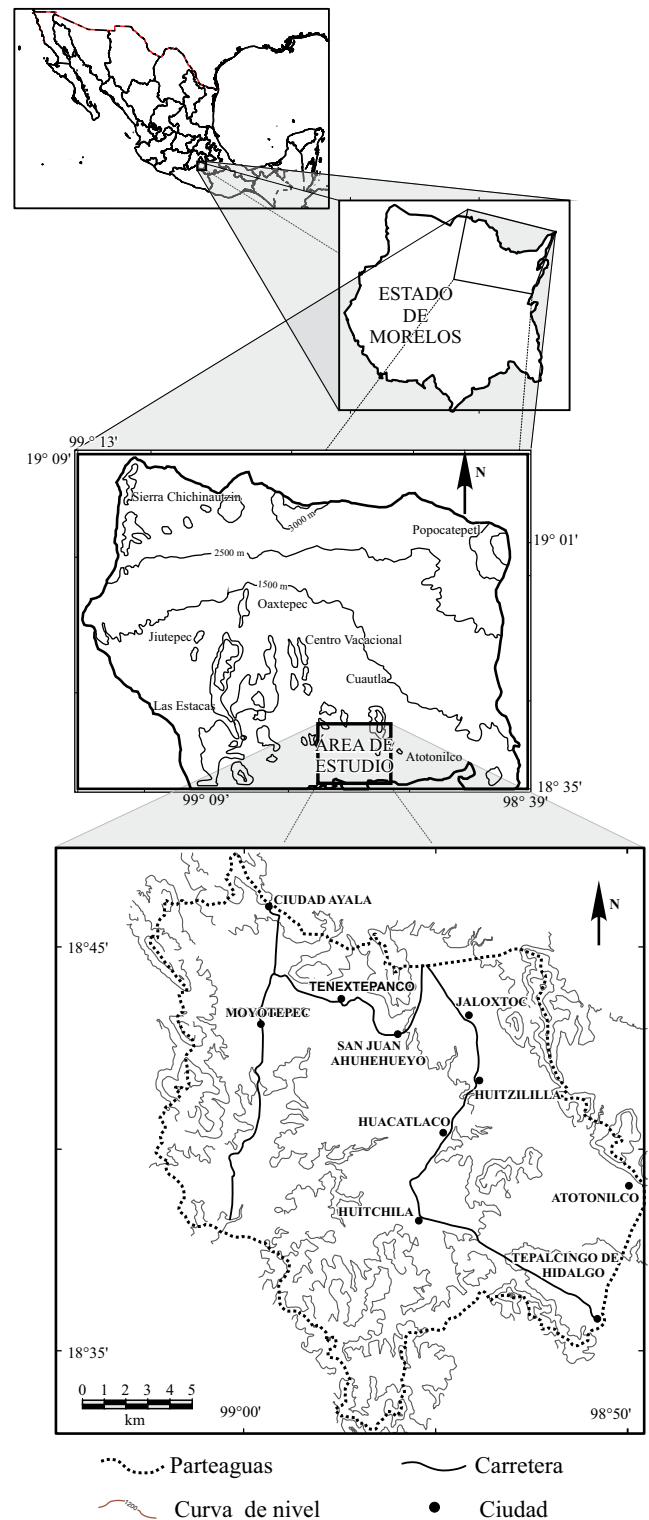 ESTADO
DE
MORELOS
99 ° 13'
19° 09'
N
Sierra Chichinautzin
3000 m
Popocatepetl
19° 01'
2500 m
1500 m
Oaxtepec
Jiutepec
Centro Vacacional
Cuautla
Las Estacas
ÁREA DE
ESTUDIO
Atotonilco
18° 35'
99° 09'
98° 39'
N
CIUDAD AYALA
18°45'
TENEXTEPANCO
MOYOTEPEC
JALOXTOC
SAN JUAN
AHUEHUEYO
HUITZILILLA
HUACATLACO
ATOTONILCO
HUITCHILA
TEPALCINGO DE
HIDALGO
18°35'
0 1 2 3 4 5
km
99°00'
98°50'
Parteaguas
Carretera
1200
Curva de nivel
Ciudad